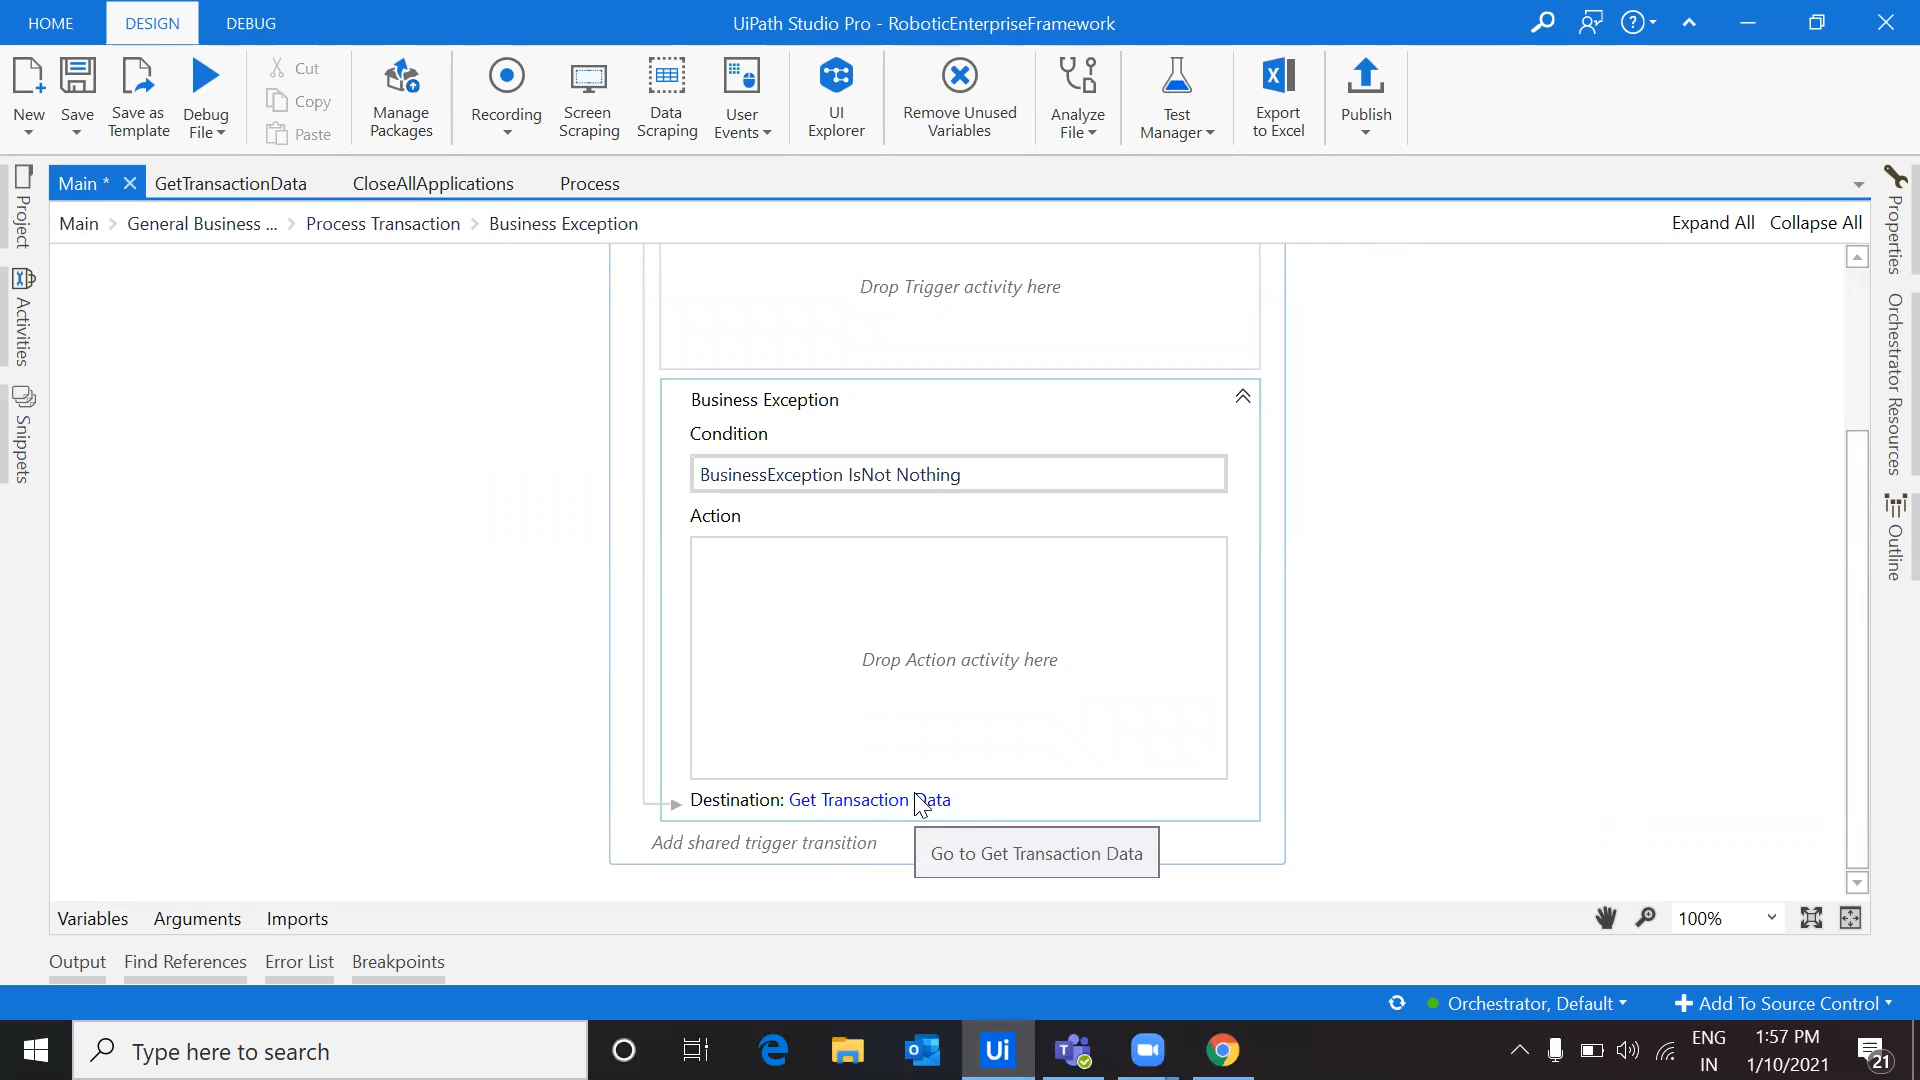 HOME DESIGN DEBUG UiPath Studio Pro - RoboticEnterpriseFramework
New
Save
Save as Template
Debug File
Cut
Copy
Paste
Manage Packages
Recording
Screen Scraping
Data Scraping
User Events
UI Explorer
Remove Unused Variables
Analyze File
Test Manager
Export to Excel
Publish
Main * GetTransactionData CloseAllApplications Process
Main General Business ... Process Transaction Business Exception Expand All Collapse All
Project
Activities
Snippets
Properties
Orchestrator Resources
Outline
Drop Trigger activity here
Business Exception
Condition
BusinessException IsNot Nothing
Action
Drop Action activity here
Destination: Get Transaction Data
Add shared trigger transition
Go to Get Transaction Data
Variables Arguments Imports 100%
Output Find References Error List Breakpoints
Orchestrator, Default Add To Source Control
Type here to search
Ui
ENG
IN
1:57 PM
1/10/2021
21